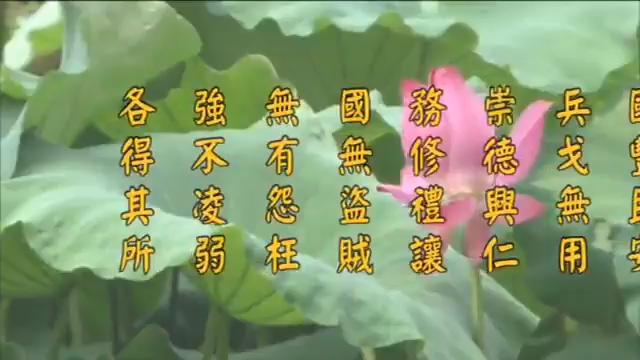 兵戈無用
崇德興仁
務修禮讓
國無盜賊
無有怨枉
強不凌弱
各得其所